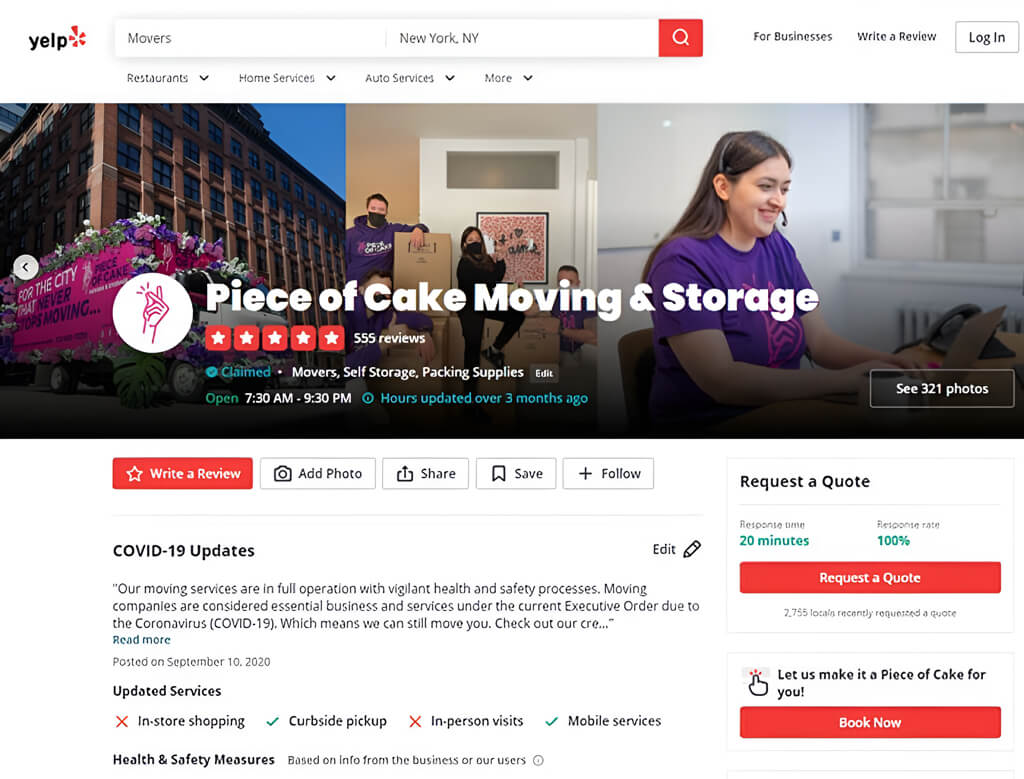 yelp
Movers
New York, NY
For Businesses
Write a Review
Log In
Restaurants
Home Services
Auto Services
More
FOR THE CITY
THAT NEVER
STOPS MOVING...
PIECE
OF CAKE
Piece of Cake Moving & Storage
555 reviews
Claimed • Movers, Self Storage, Packing Supplies Edit
Open 7:30 AM - 9:30 PM Hours updated over 3 months ago
See 321 photos
Write a Review
Add Photo
Share
Save
Follow
COVID-19 Updates
Edit
"Our moving services are in full operation with vigilant health and safety processes. Moving
companies are considered essential business and services under the current Executive Order due to
the Coronavirus (COVID-19). Which means we can still move you. Check out our cre..."
Read more
Posted on September 10, 2020
Updated Services
In-store shopping
Curbside pickup
In-person visits
Mobile services
Health & Safety Measures Based on info from the business or our users
Request a Quote
Response time
Response rate
20 minutes
100%
Request a Quote
2,755 locals recently requested a quote
Let us make it a Piece of Cake for
you!
Book Now